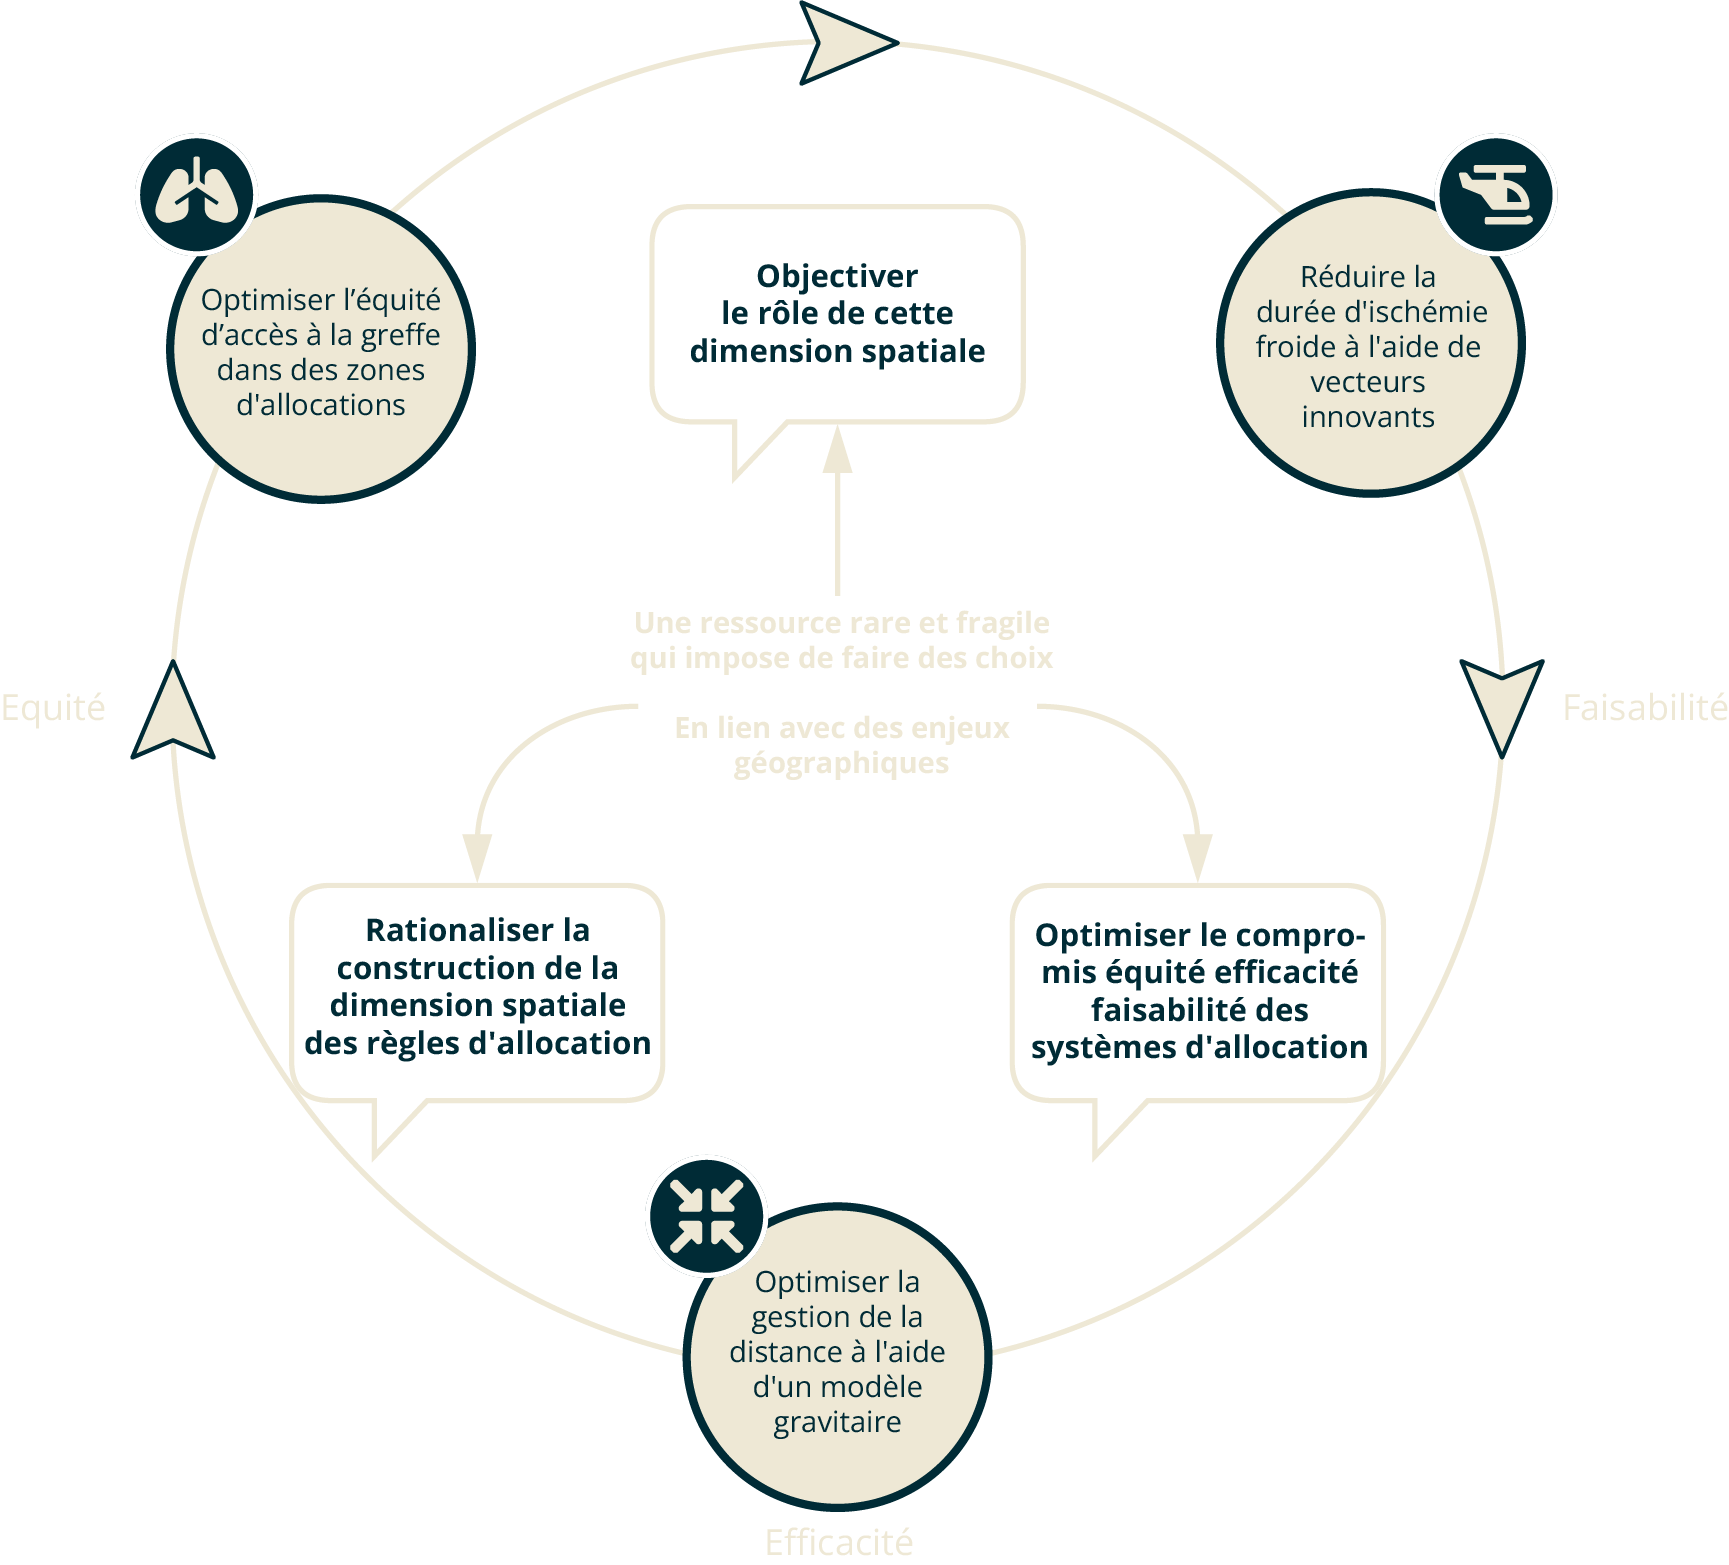 Optimiser l’équité
d’accès à la greffe
dans des zones
d'allocations
Objectiver
le rôle de cette
dimension spatiale
Réduire la
durée d'ischémie
froide à l'aide de
vecteurs
innovants
Une ressource rare et fragile
qui impose de faire des choix
En lien avec des enjeux
géographiques
Equité
Faisabilité
Rationaliser la
construction de la
dimension spatiale
des règles d'allocation
Optimiser le compro-
mis équité efficacité
faisabilité des
systèmes d'allocation
Optimiser la
gestion de la
distance à l'aide
d'un modèle
gravitaire
Efficacité